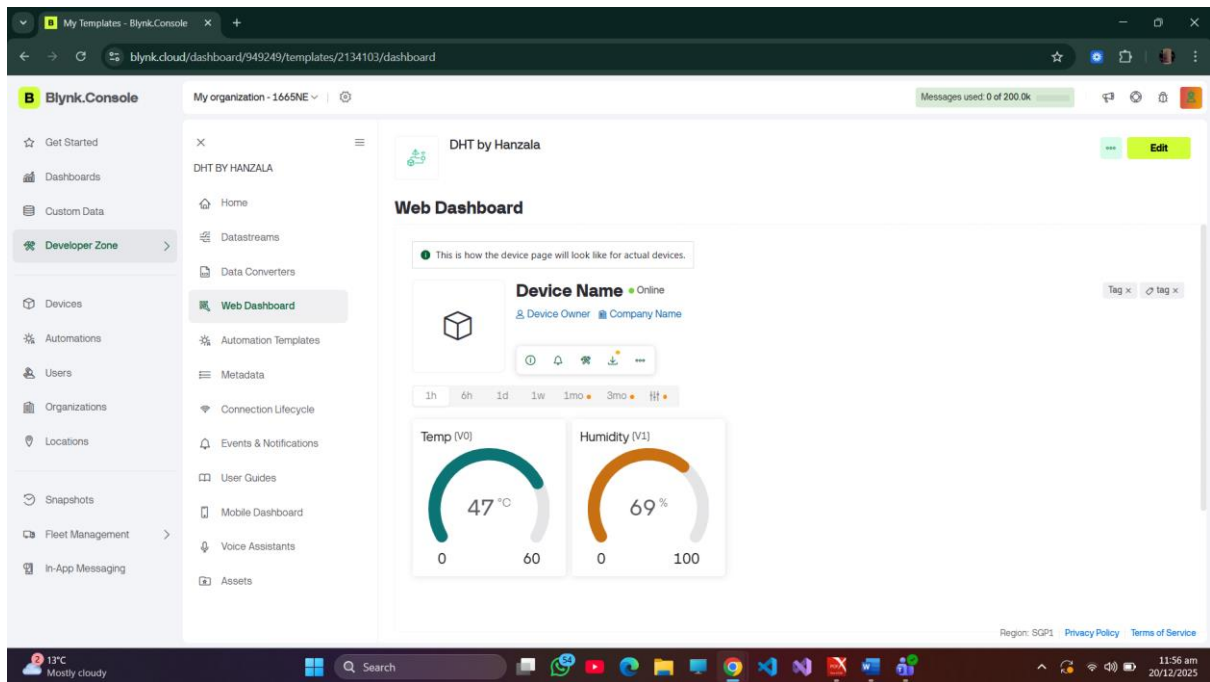 My Templates - Blynk.Console
blynk.cloud/dashboard/949249/templates/2134103/dashboard
B Blynk.Console
My organization - 1665NE
Messages used: 0 of 200.0k
Get Started
Dashboards
Custom Data
Developer Zone
Devices
Automations
Users
Organizations
Locations
Snapshots
Fleet Management
In-App Messaging
DHT BY HANZALA
Home
Datastreams
Data Converters
Web Dashboard
Automation Templates
Metadata
Connection Lifecycle
Events & Notifications
User Guides
Mobile Dashboard
Voice Assistants
Assets
DHT by Hanzala
Edit
Web Dashboard
This is how the device page will look like for actual devices.
Device Name Online
Tag × tag ×
Device Owner Company Name
1h 6h 1d 1w 1mo 3mo
Temp (V0) Humidity (V1)
47 °C 69 %
0 60 0 100
Region: SGP1 Privacy Policy Terms of Service
2 13°C
Mostly cloudy
Search
54
11:56 am
20/12/2025